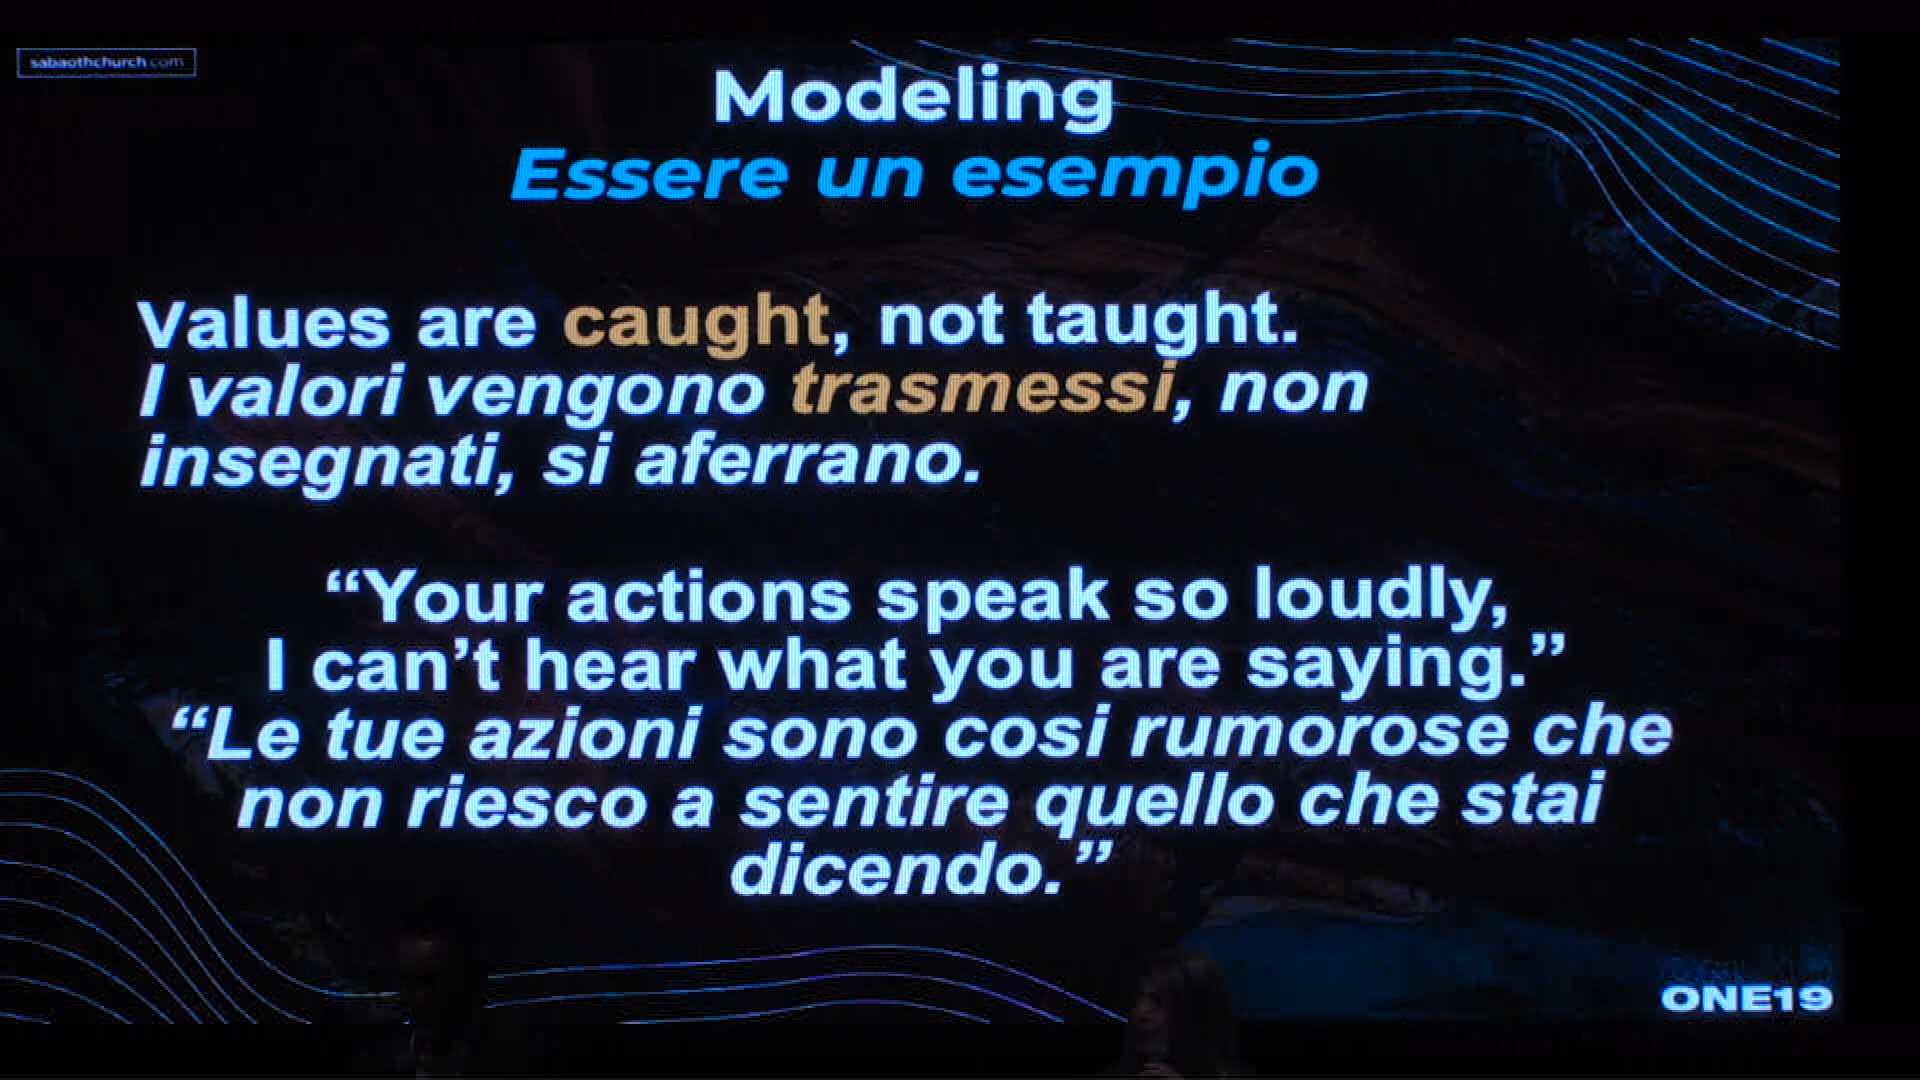 sabaothchurch.com
Modeling
Essere un esempio
Values are caught, not taught.
I valori vengono trasmessi, non
insegnati, si aferrano.
“Your actions speak so loudly,
I can’t hear what you are saying.”
“Le tue azioni sono cosi rumorose che
non riesco a sentire quello che stai
dicendo.”
ONE19